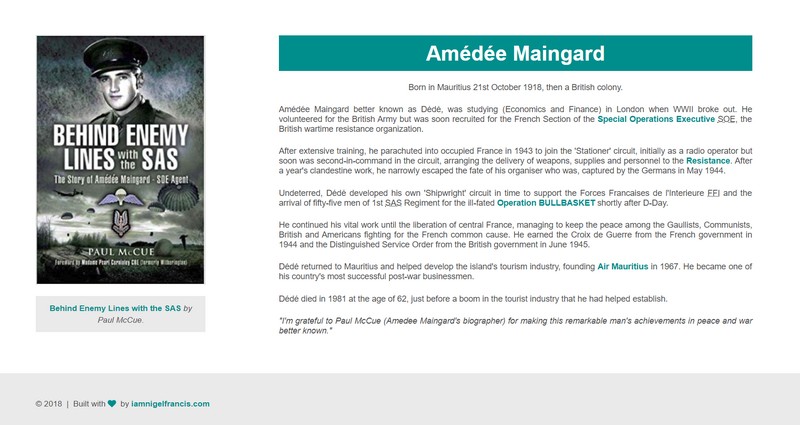 BEHIND ENEMY
LINES with the SAS
The Story of Amédée Maingard - SOE Agent
PAUL McCUE
Foreword by Madame Pearl Cornioley CBE (formerly Witherington)
Behind Enemy Lines with the SAS by
Paul McCue.
Amédée Maingard
Born in Mauritius 21st October 1918, then a British colony.
Amédée Maingard better known as Dédé, was studying (Economics and Finance) in London when WWII broke out. He
volunteered for the British Army but was soon recruited for the French Section of the Special Operations Executive SOE, the
British wartime resistance organization.
After extensive training, he parachuted into occupied France in 1943 to join the 'Stationer' circuit, initially as a radio operator but
soon was second-in-command in the circuit, arranging the delivery of weapons, supplies and personnel to the Resistance. After
a year's clandestine work, he narrowly escaped the fate of his organiser who was, captured by the Germans in May 1944.
Undeterred, Dédé developed his own 'Shipwright' circuit in time to support the Forces Francaises de l'Interieure FFI and the
arrival of fifty-five men of 1st SAS Regiment for the ill-fated Operation BULLBASKET shortly after D-Day.
He continued his vital work until the liberation of central France, managing to keep the peace among the Gaullists, Communists,
British and Americans fighting for the French common cause. He earned the Croix de Guerre from the French government in
1944 and the Distinguished Service Order from the British government in June 1945.
Dédé returned to Mauritius and helped develop the island's tourism industry, founding Air Mauritius in 1967. He became one of
his country's most successful post-war businessmen.
Dédé died in 1981 at the age of 62, just before a boom in the tourist industry that he had helped establish.
"I'm grateful to Paul McCue (Amedee Maingard's biographer) for making this remarkable man's achievements in peace and war
better known."
© 2018 | Built with ♥ by iamnigelfrancis.com